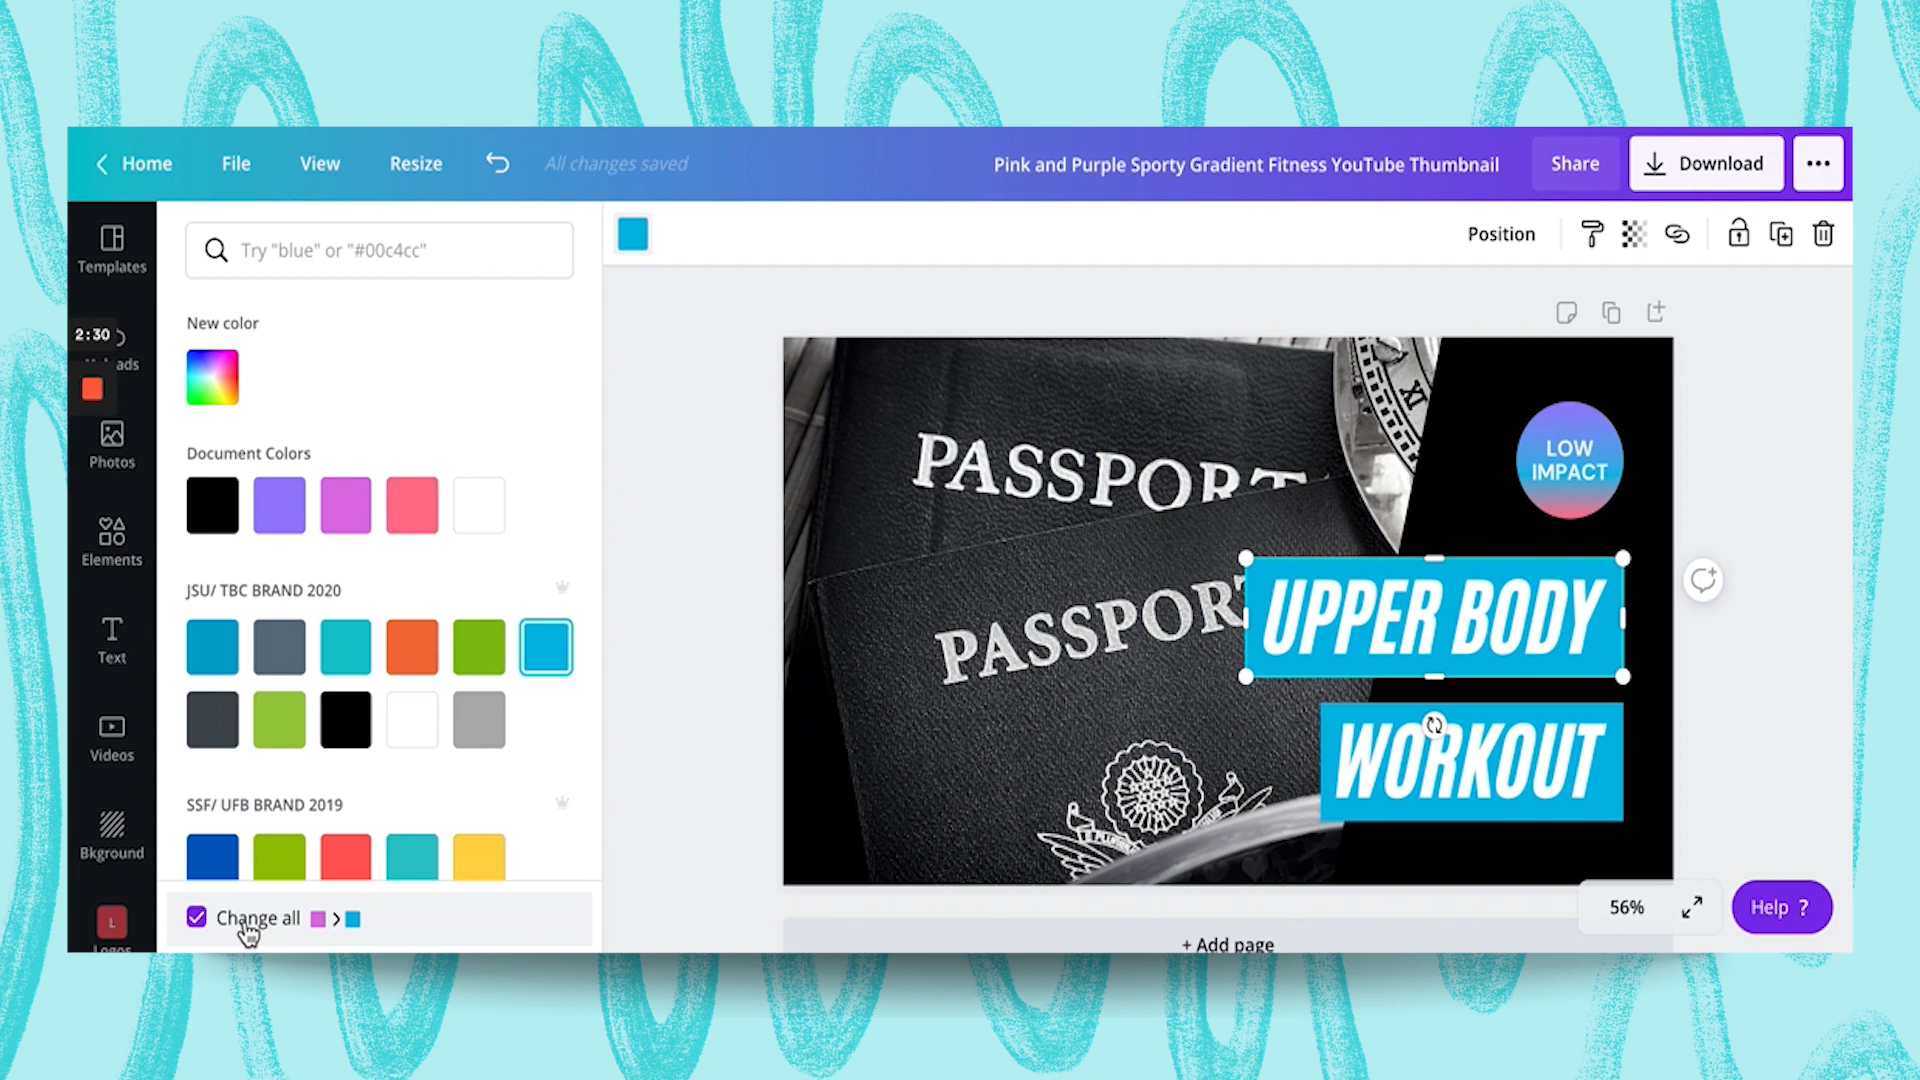 Home File View Resize All changes saved Pink and Purple Sporty Gradient Fitness YouTube Thumbnail Share Download
Templates
2:30
ads
Photos
Elements
Text
Videos
Bkground
L
Logos
Try "blue" or "#00c4cc"
New color
Document Colors
JSU/ TBC BRAND 2020
SSF/ UFB BRAND 2019
Change all
Position
PASSPORT
PASSPORT
XI
LOW
IMPACT
UPPER BODY
WORKOUT
56%
Help ?
+ Add page